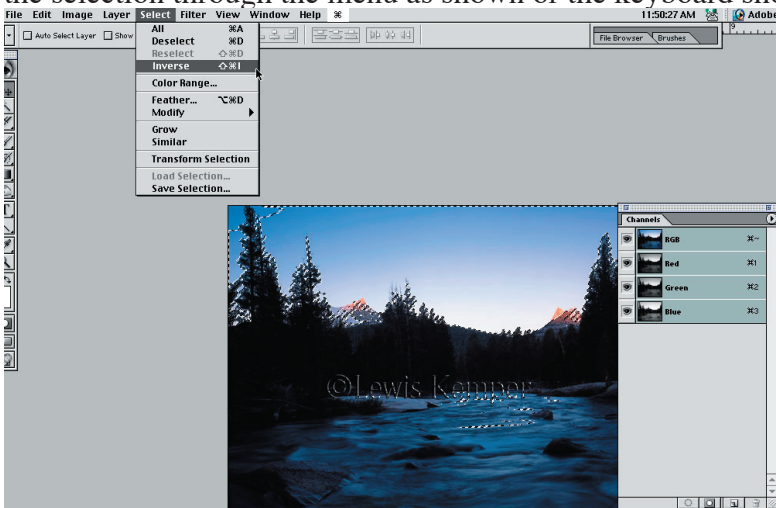 the selection through the menu as shown or the keyboard sho
File Edit Image Layer Select Filter View Window Help ⌘ 11:50:27 AM Adobe
Auto Select Layer Show
File Browser Brushes
9
All ⌘A
Deselect ⌘D
Reselect ⇧⌘D
Inverse ⇧⌘I
Color Range...
Feather... ⌥⌘D
Modify
Grow
Similar
Transform Selection
Load Selection...
Save Selection...
Channels
RGB ⌘~
Red ⌘1
Green ⌘2
Blue ⌘3
©Lewis Kemper